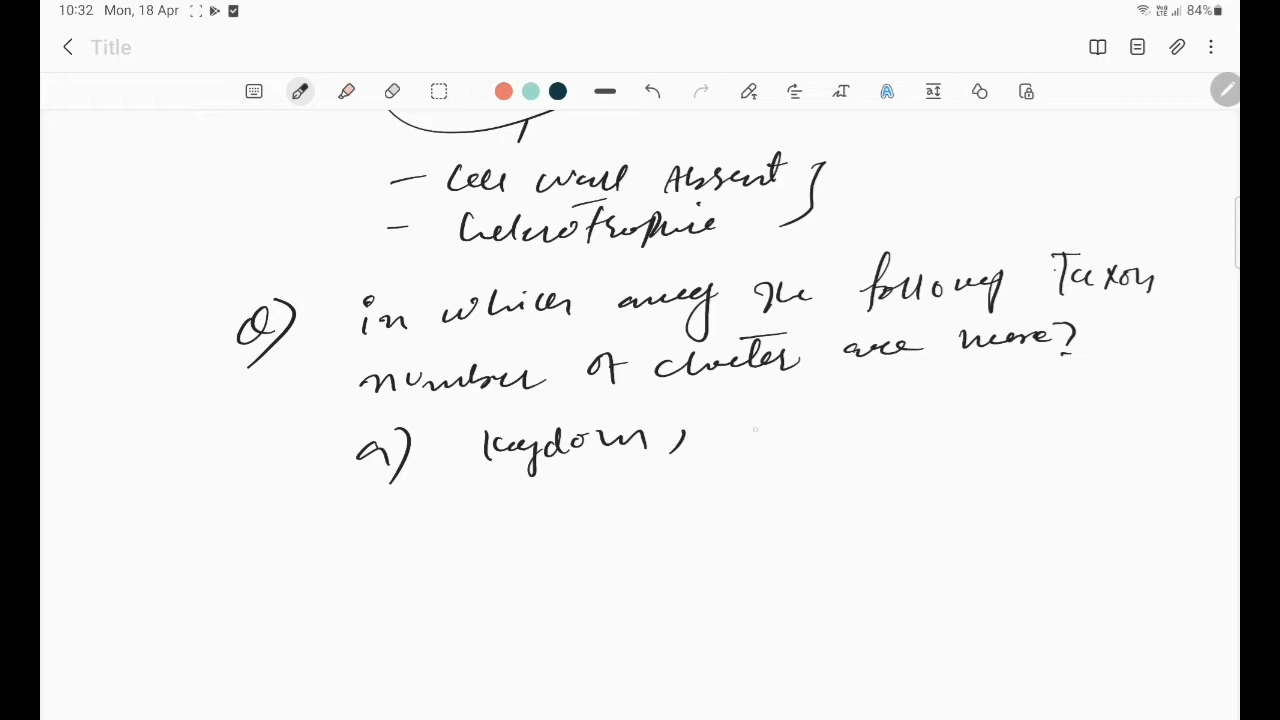 10:32 Mon, 18 Apr
84%
Title
- Cell wall Absent
- heterotrophic
Q) in which among the following Taxon
number of character are more?
a) kingdom,